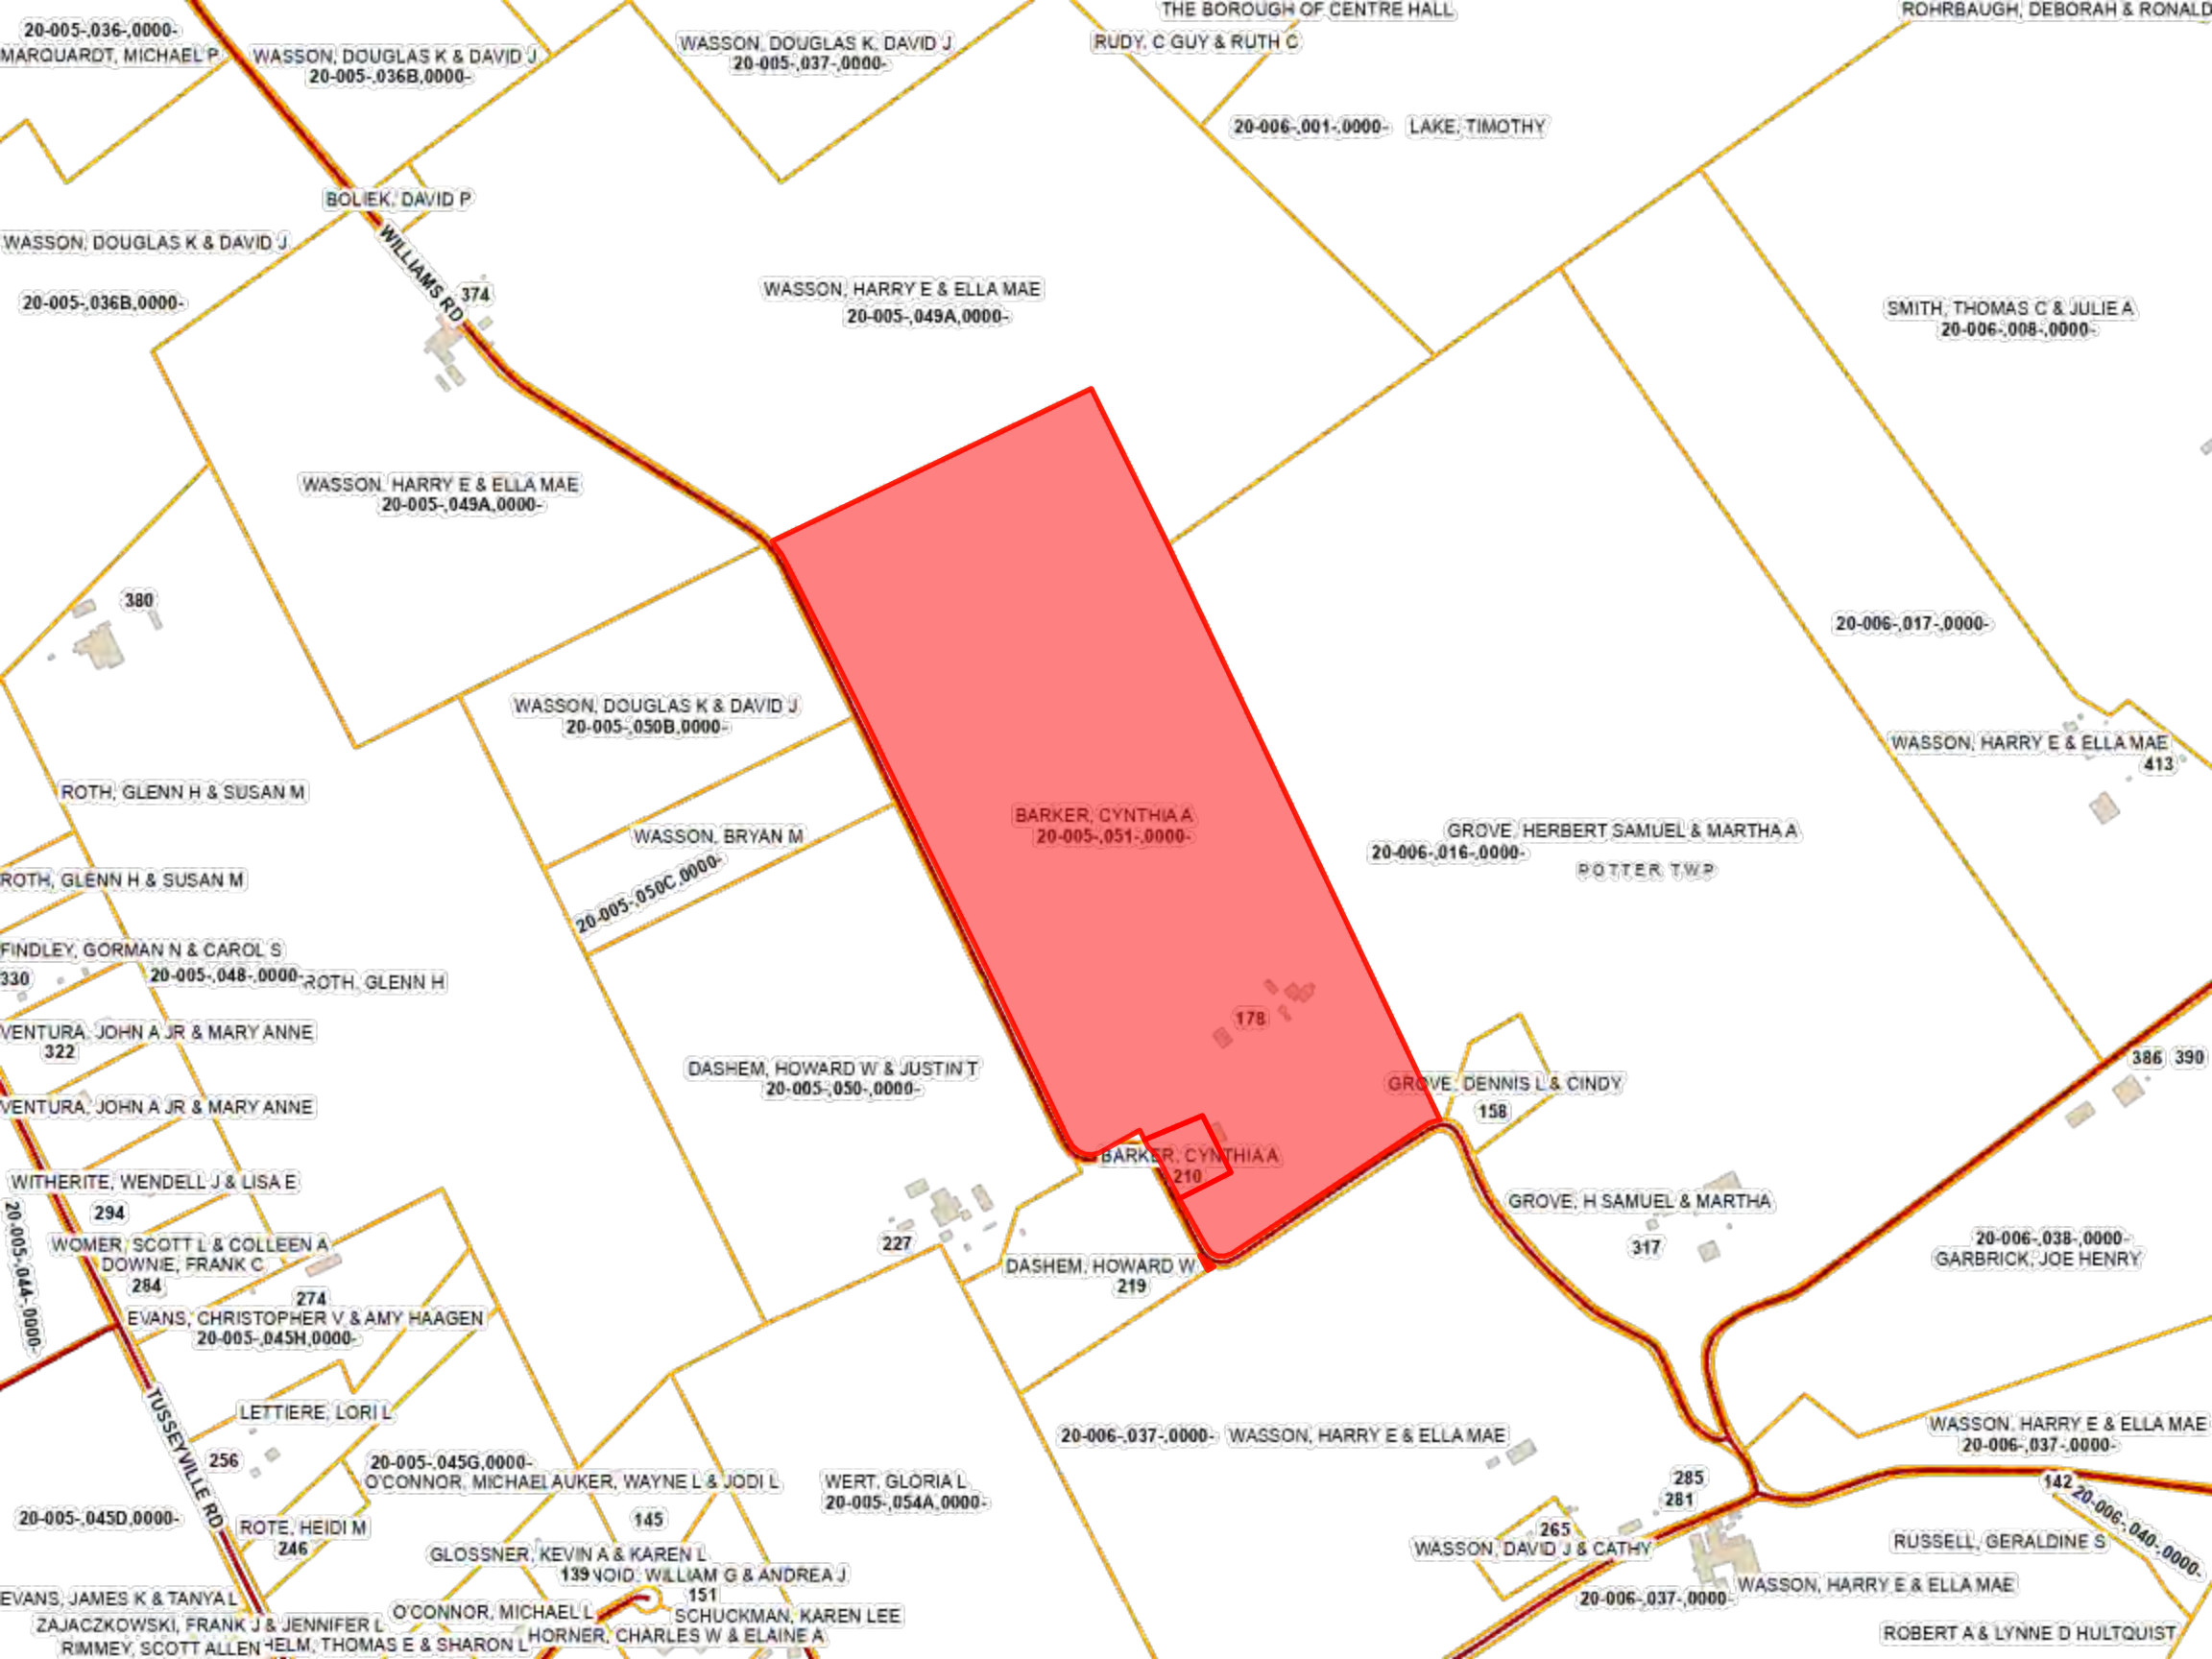 THE BOROUGH OF CENTRE HALL
ROHRBAUGH, DEBORAH & RONALD
20-005-,036-,0000-
MARQUARDT, MICHAEL P
WASSON, DOUGLAS K & DAVID J
20-005-,036B,0000-
WASSON, DOUGLAS K, DAVID J
20-005-,037-,0000-
RUDY, C GUY & RUTH C
20-006-,001-,0000-
LAKE, TIMOTHY
BOLIEK, DAVID P
WASSON, DOUGLAS K & DAVID J
20-005-,036B,0000-
WILLIAMS RD
374
WASSON, HARRY E & ELLA MAE
20-005-,049A,0000-
SMITH, THOMAS C & JULIE A
20-006-,008-,0000-
WASSON, HARRY E & ELLA MAE
20-005-,049A,0000-
380
20-006-,017-,0000-
WASSON, DOUGLAS K & DAVID J
20-005-,050B,0000-
WASSON, HARRY E & ELLA MAE
413
ROTH, GLENN H & SUSAN M
WASSON, BRYAN M
20-005-,050C,0000-
BARKER, CYNTHIA A
20-005-,051-,0000-
GROVE, HERBERT SAMUEL & MARTHA A
20-006-,016-,0000-
POTTER TWP
ROTH, GLENN H & SUSAN M
FINDLEY, GORMAN N & CAROL S
330
20-005-,048-,0000-
ROTH, GLENN H
VENTURA, JOHN A JR & MARY ANNE
322
178
DASHEM, HOWARD W & JUSTIN T
20-005-,050-,0000-
386
390
GROVE, DENNIS L & CINDY
158
VENTURA, JOHN A JR & MARY ANNE
BARKER, CYNTHIA A
210
WITHERITE, WENDELL J & LISA E
294
GROVE, H SAMUEL & MARTHA
317
20-005-,044-,0000-
WOMER, SCOTT L & COLLEEN A
DOWNIE, FRANK C
284
227
20-006-,038-,0000-
GARBRICK, JOE HENRY
DASHEM, HOWARD W
219
274
EVANS, CHRISTOPHER V & AMY HAAGEN
20-005-,045H,0000-
TUSSEYVILLE RD
LETTIERE, LORI L
20-006-,037-,0000-
WASSON, HARRY E & ELLA MAE
WASSON, HARRY E & ELLA MAE
20-006-,037-,0000-
256
20-005-,045G,0000-
O'CONNOR, MICHAEL
AUKER, WAYNE L & JODI L
WERT, GLORIA L
20-005-,054A,0000-
285
281
142
20-006-,040-,0000-
20-005-,045D,0000-
ROTE, HEIDI M
246
145
265
WASSON, DAVID J & CATHY
RUSSELL, GERALDINE S
GLOSSNER, KEVIN A & KAREN L
139
WILLIAM G & ANDREA J
151
WASSON, HARRY E & ELLA MAE
20-006-,037-,0000-
EVANS, JAMES K & TANYA L
O'CONNOR, MICHAEL L
SCHUCKMAN, KAREN LEE
ZAJACZKOWSKI, FRANK J & JENNIFER L
HORNER, CHARLES W & ELAINE A
ROBERT A & LYNNE D HULTQUIST
RIMMEY, SCOTT ALLEN
HELM, THOMAS E & SHARON L